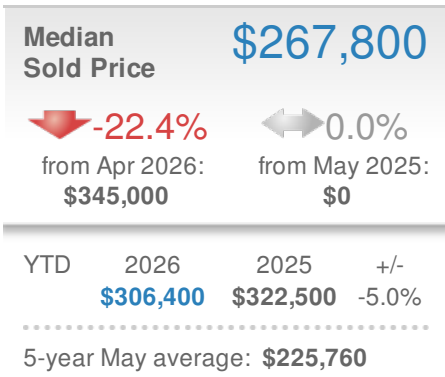 Median
Sold Price
$267,800
-22.4%
0.0%
from Apr 2026:
from May 2025:
$345,000
$0
YTD 2026 2025 +/-
$306,400 $322,500 -5.0%
5-year May average: $225,760